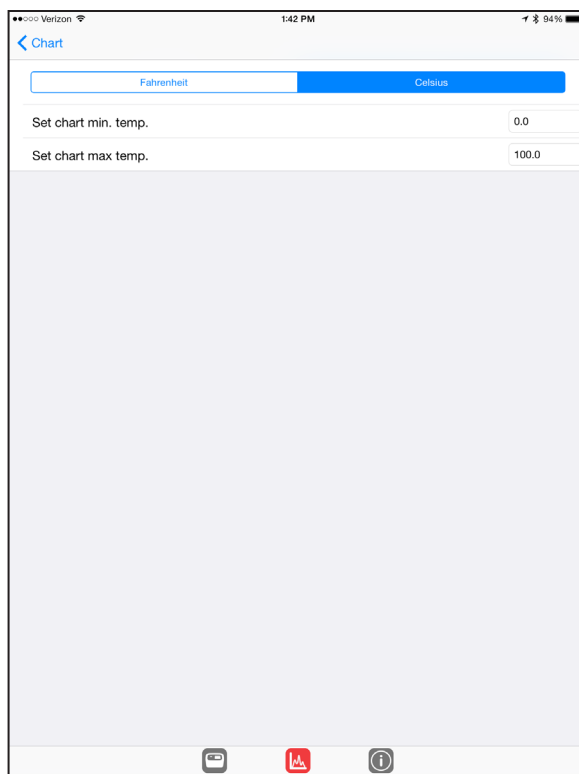 Verizon 1:42 PM 94%
Chart
Fahrenheit Celsius
Set chart min. temp. 0.0
Set chart max temp. 100.0